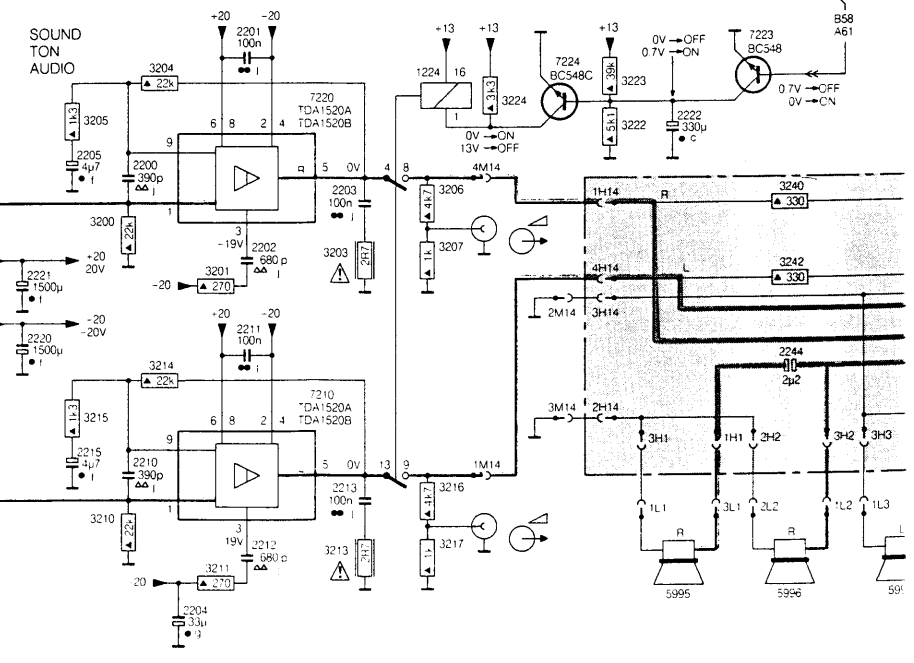 SOUND
TON
AUDIO
+20
-20
2201
100n
3204
22k
7220
TDA1520A
TDA1520B
3205
1k3
2205
4µ7
f
2200
390p
3200
22k
6 8 2 4
9
1
R 5 0V
3
-19V
2202
680p
3201
270
-20
2203
100n
3203
2R7
4 8
3206
4k7
3207
1k
4M14
+13
+13
1224
16
1
3k3
3224
0V → ON
13V → OFF
7224
BC548C
+13
39k
3223
5k1
3222
0V → OFF
0.7V → ON
2222
330µ
c
7223
BC548
B58
A61
0.7V → OFF
0V → ON
+20
20V
2221
1500µ
f
-20
-20V
2220
1500µ
f
+20
-20
2211
100n
3214
22k
7210
TDA1520A
TDA1520B
3215
1k3
2215
4µ7
f
2210
390p
3210
22k
6 8 2 4
9
1
5 0V
3
19V
2212
680p
3211
270
20
2204
33µ
g
2213
100n
3213
2R7
13 9
3216
4k7
3217
1k
1M14
1H14
R
3240
330
4H14
L
3242
330
2M14
3H14
2244
2µ2
3M14
2H14
3H1
1H1
2H2
3H2
3H3
1L1
3L1
2L2
1L2
1L3
R
R
L
5995
5996